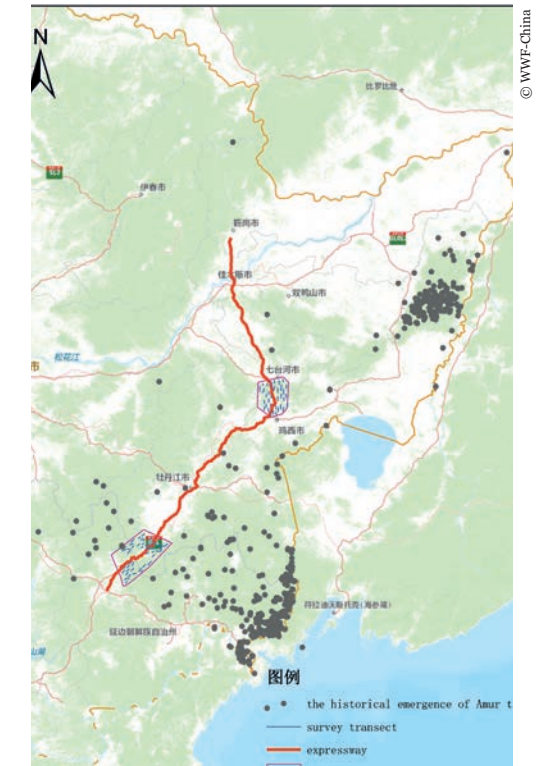 N
© WWF-China
比罗比詹
伊春市
鹤岗市
佳木斯市
双鸭山市
松花江
市
七台河市
鸡西市
牡丹江市
符拉迪沃斯托克(海参崴)
延边朝鲜族自治州
图例
the historical emergence of Amur t
survey transect
expressway